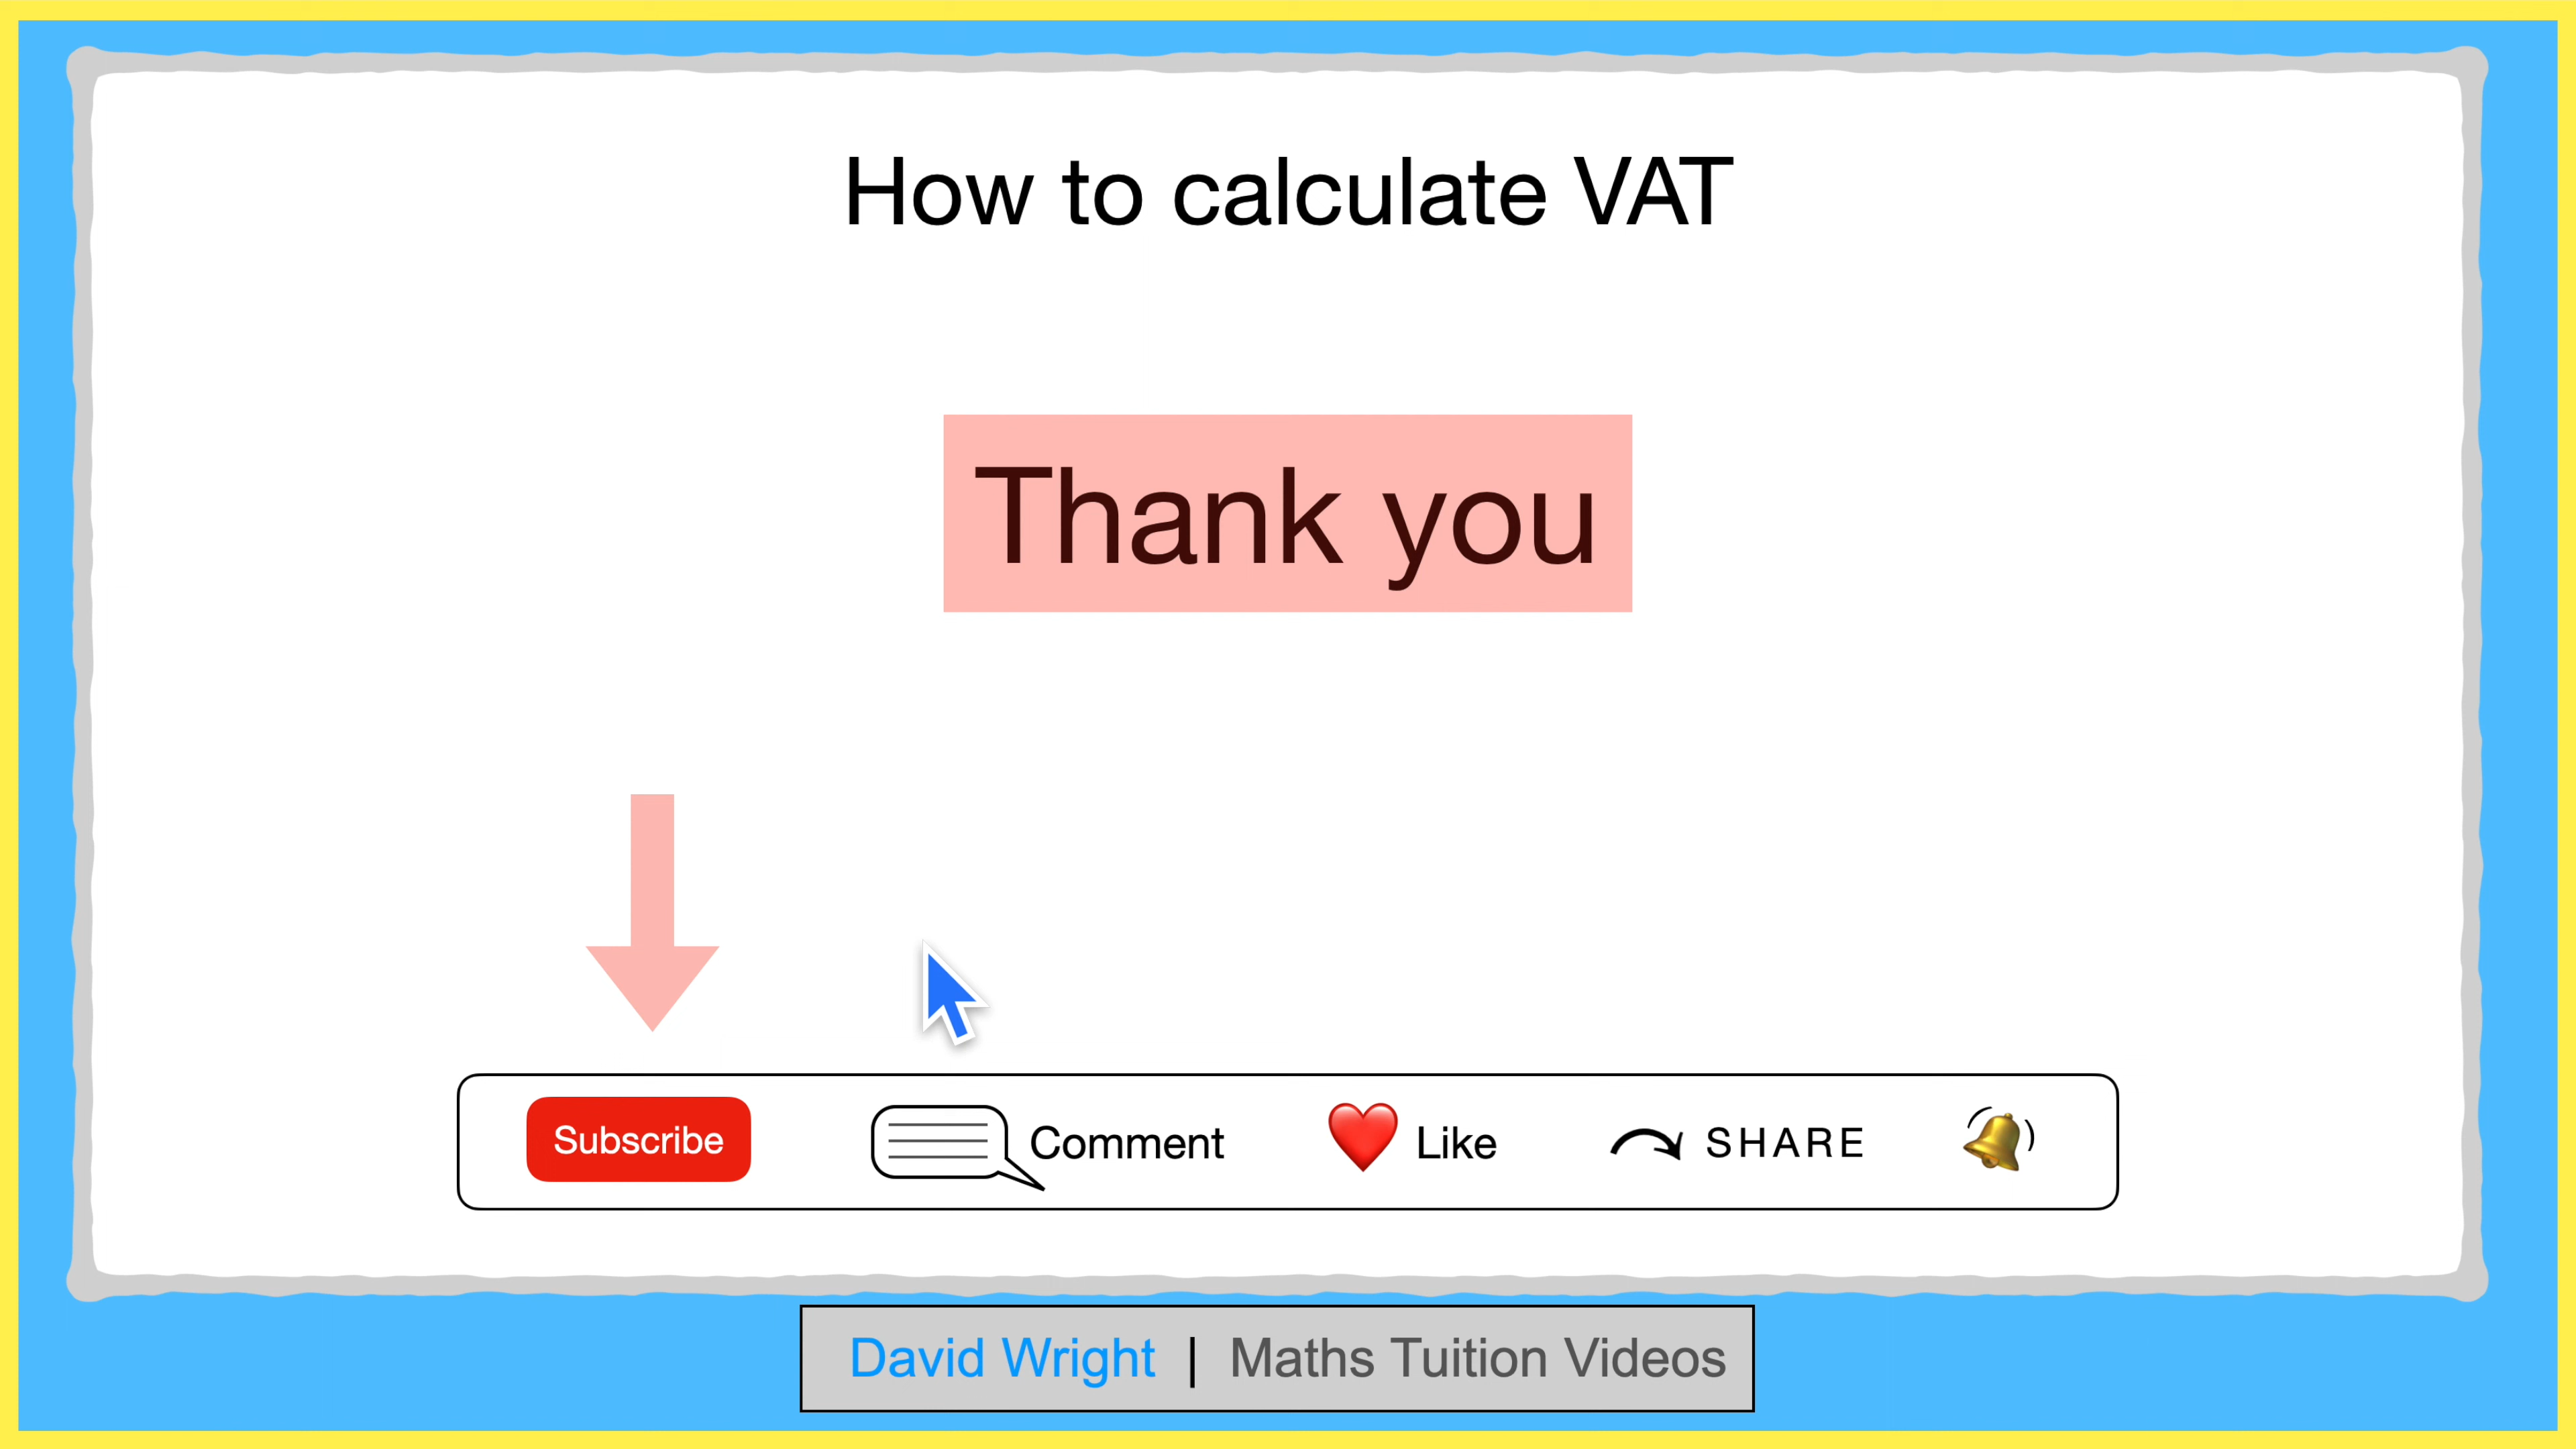 How to calculate VAT
Thank you
Subscribe Comment Like SHARE
David Wright | Maths Tuition Videos